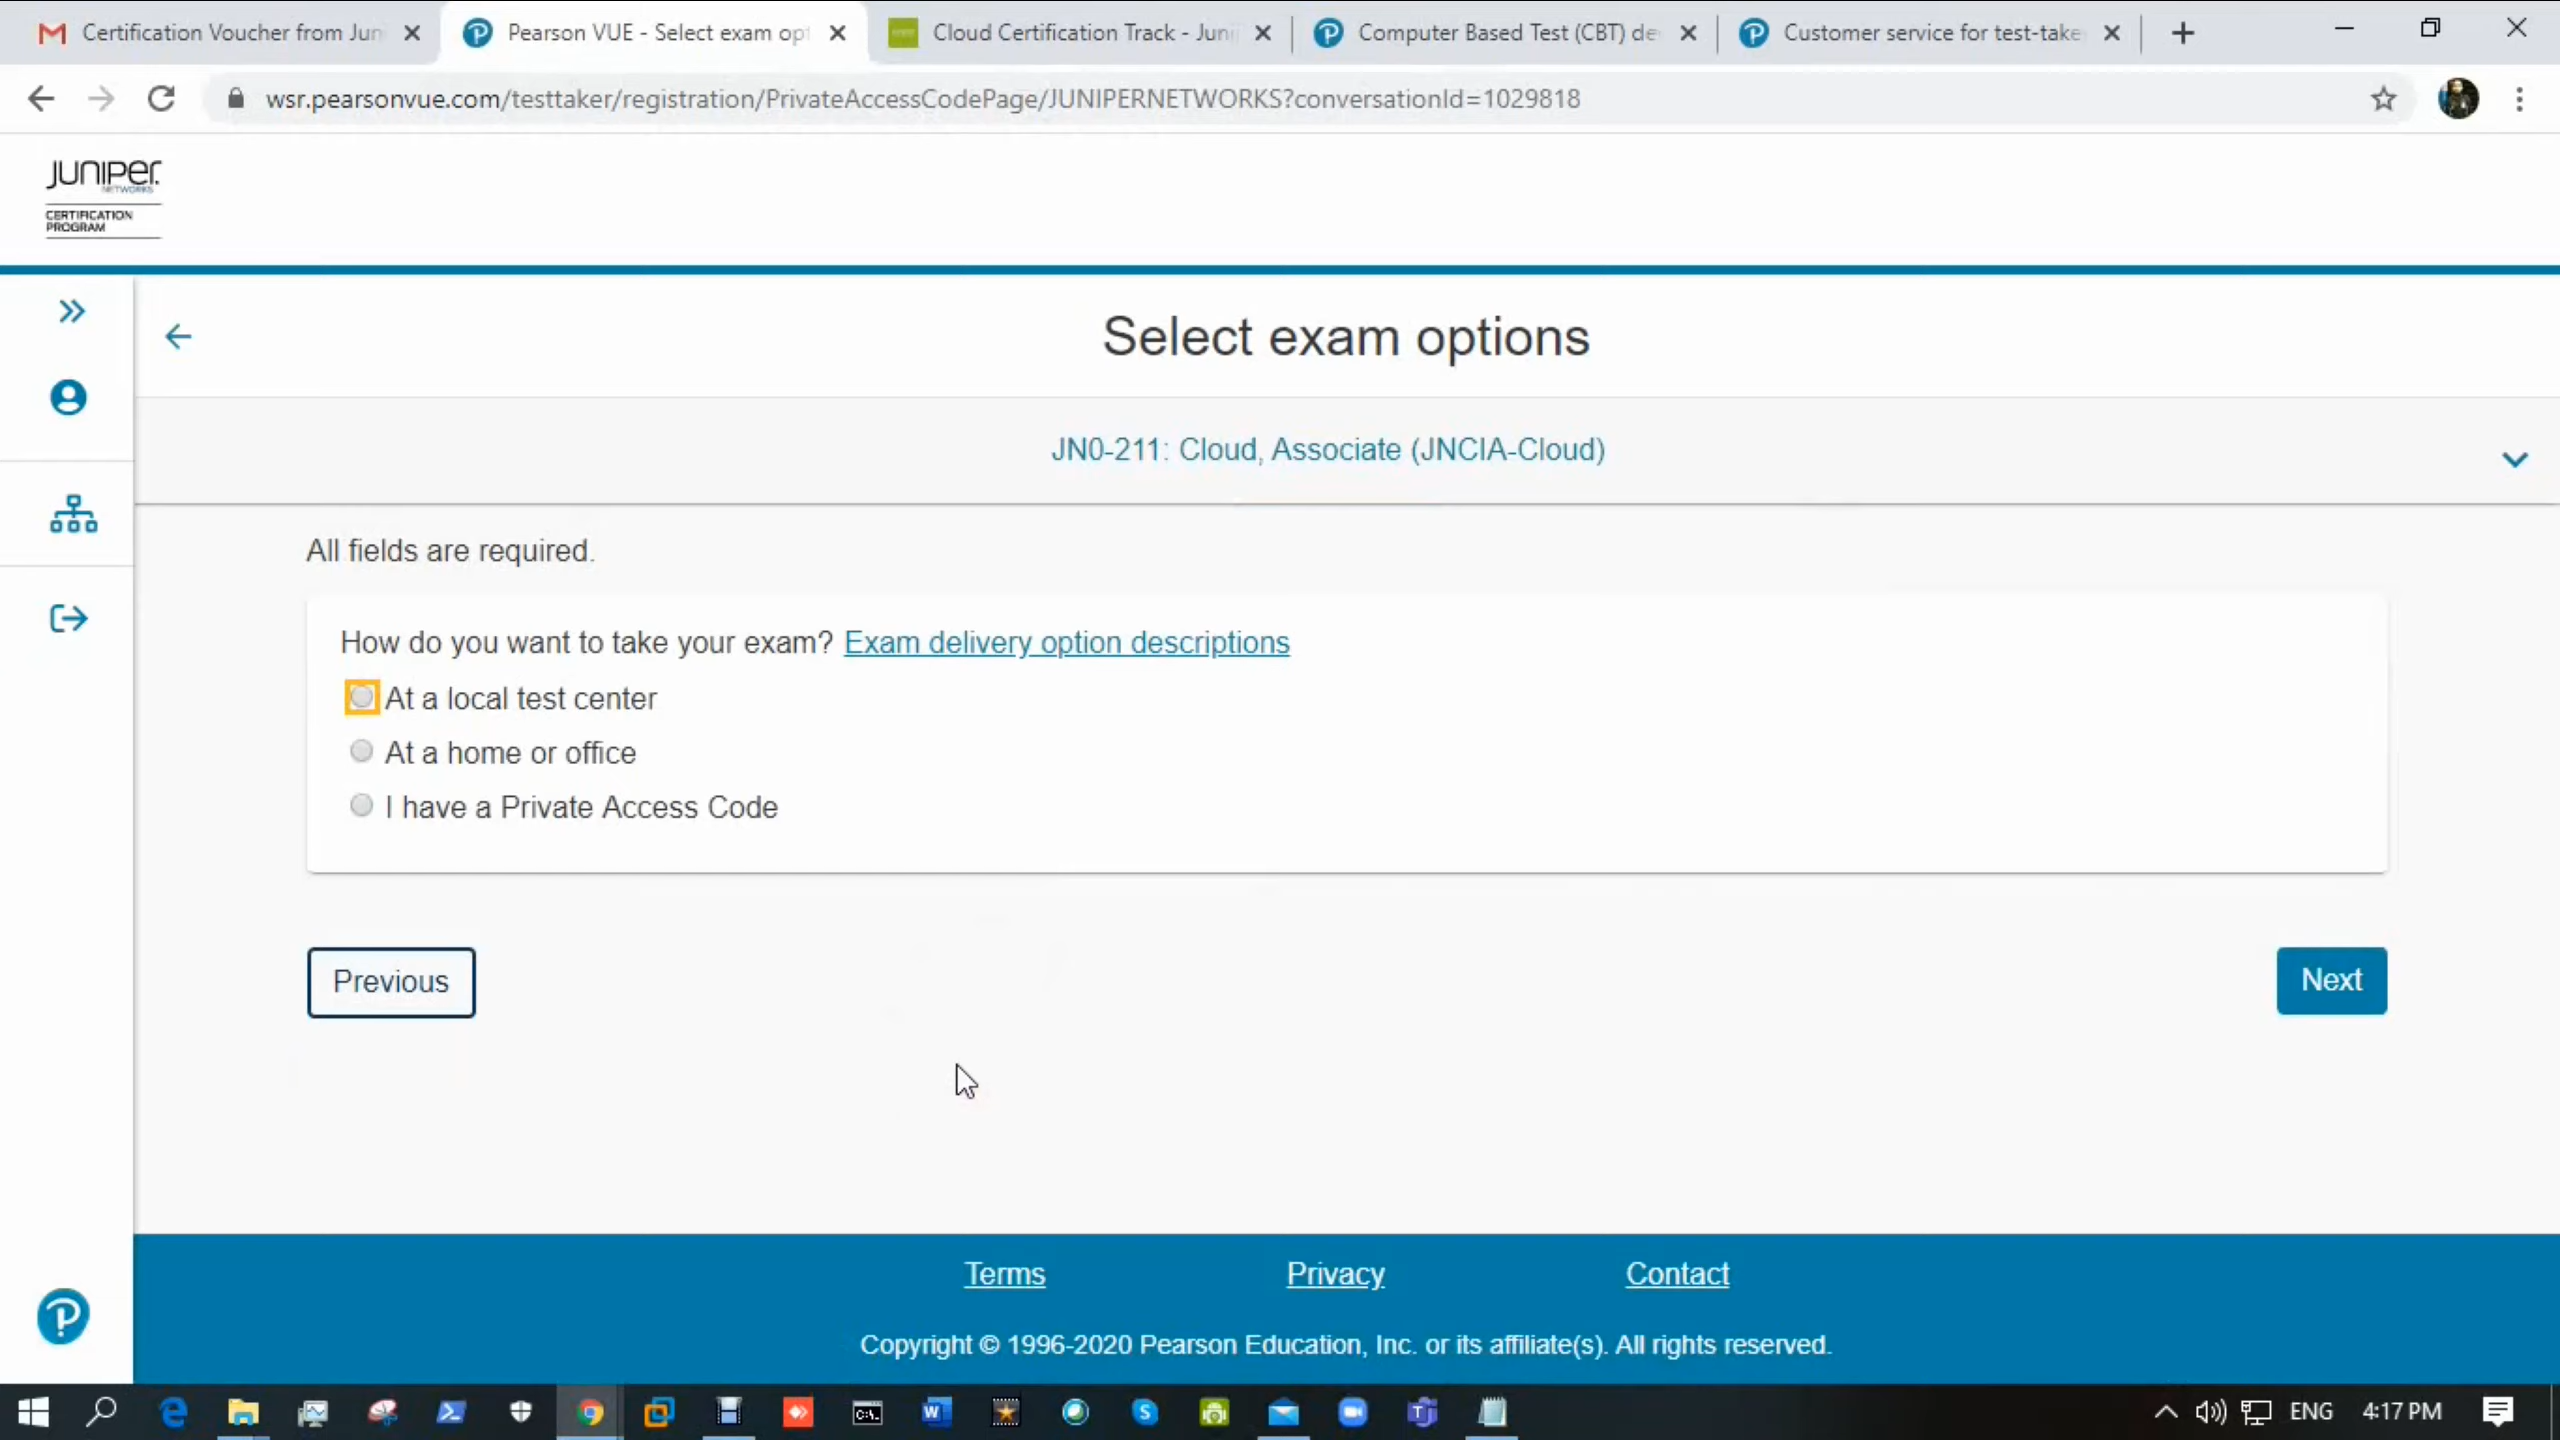 Certification Voucher from Jun
Pearson VUE - Select exam opt
Cloud Certification Track - Juni
Computer Based Test (CBT) de
Customer service for test-take
wsr.pearsonvue.com/testtaker/registration/PrivateAccessCodePage/JUNIPERNETWORKS?conversationId=1029818
JUNIPER
NETWORKS
CERTIFICATION
PROGRAM
Select exam options
JN0-211: Cloud, Associate (JNCIA-Cloud)
All fields are required.
How do you want to take your exam? Exam delivery option descriptions
At a local test center
At a home or office
I have a Private Access Code
Previous
Next
Terms
Privacy
Contact
Copyright © 1996-2020 Pearson Education, Inc. or its affiliate(s). All rights reserved.
ENG
4:17 PM